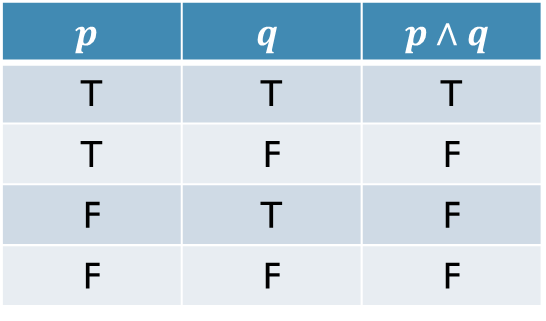 p q p ∧ q
T T T
T F F
F T F
F F F